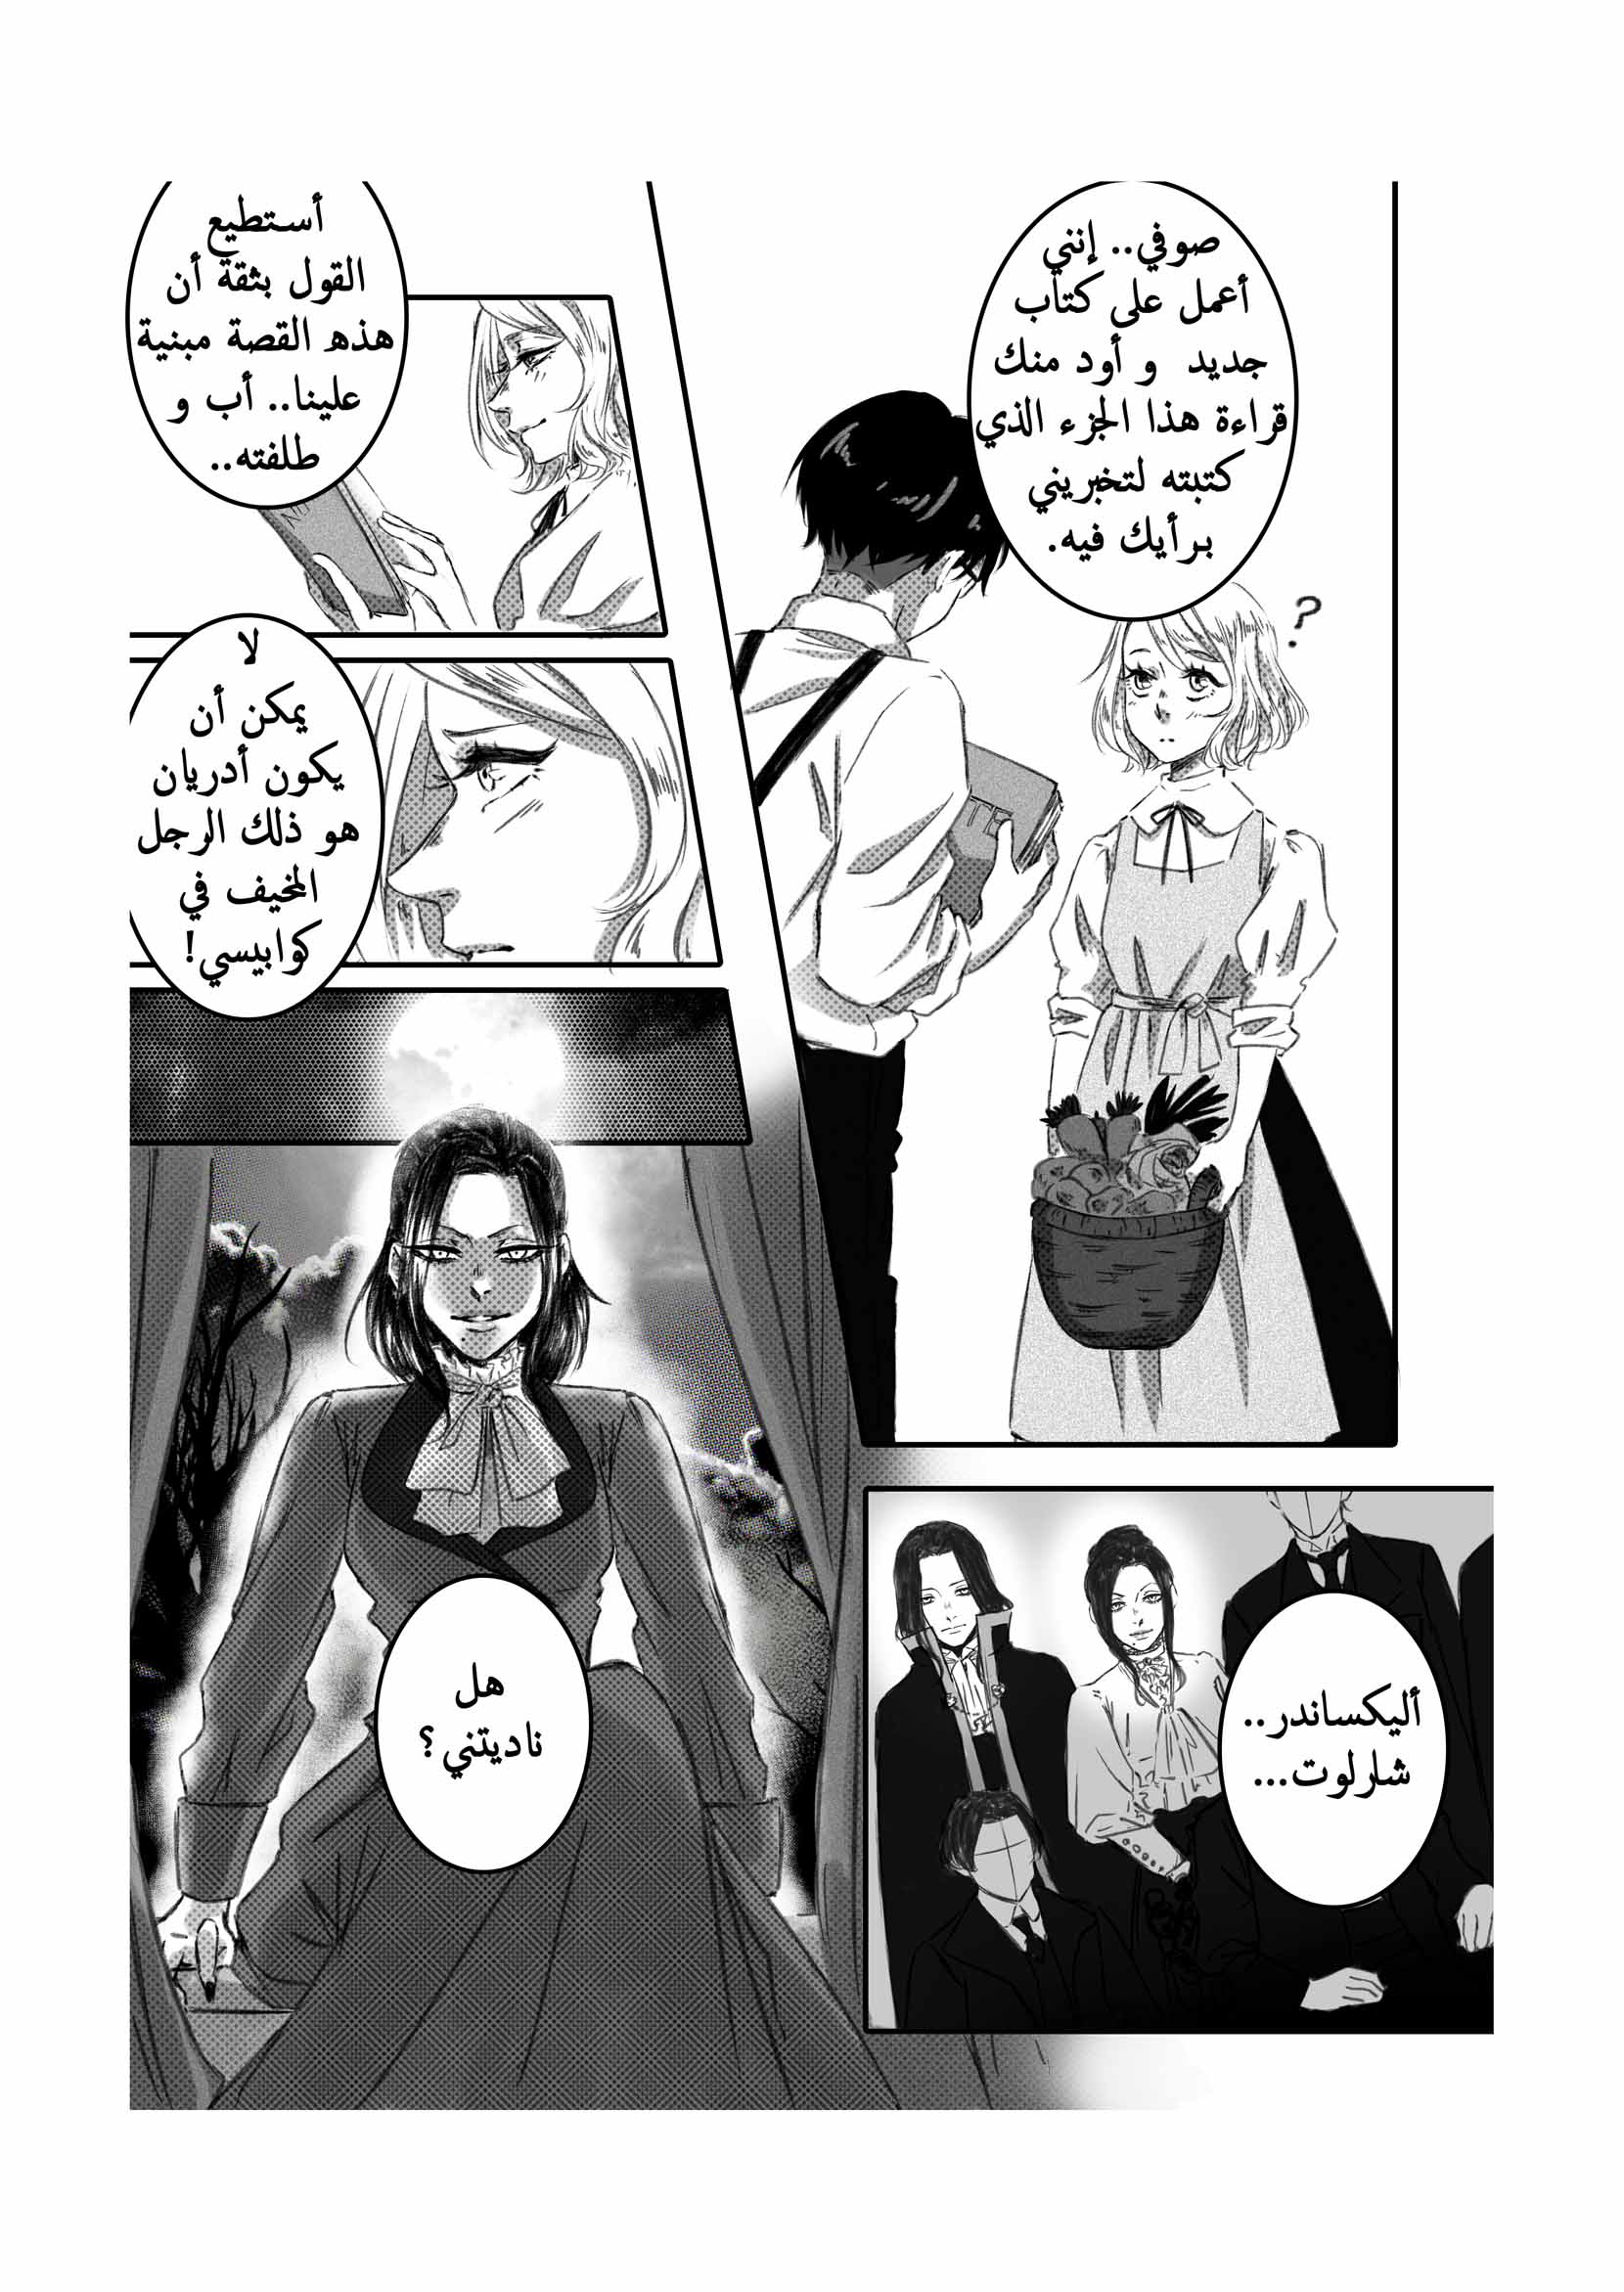 صوفي.. إنني
أعمل على كتاب
جديد و أود منك
قراءة هذا الجزء الذي
كتبته لتخبريني
برأيك فيه.
?
TE
أستطيع
القول بثقة أن
هذه القصة مبنية
علينا.. أب و
طلفته..
لا
يمكن أن
يكون أدريان
هو ذلك الرجل
المخيف في
كوابيسي!
أليكساندر..
شارلوت...
هل
ناديتني؟